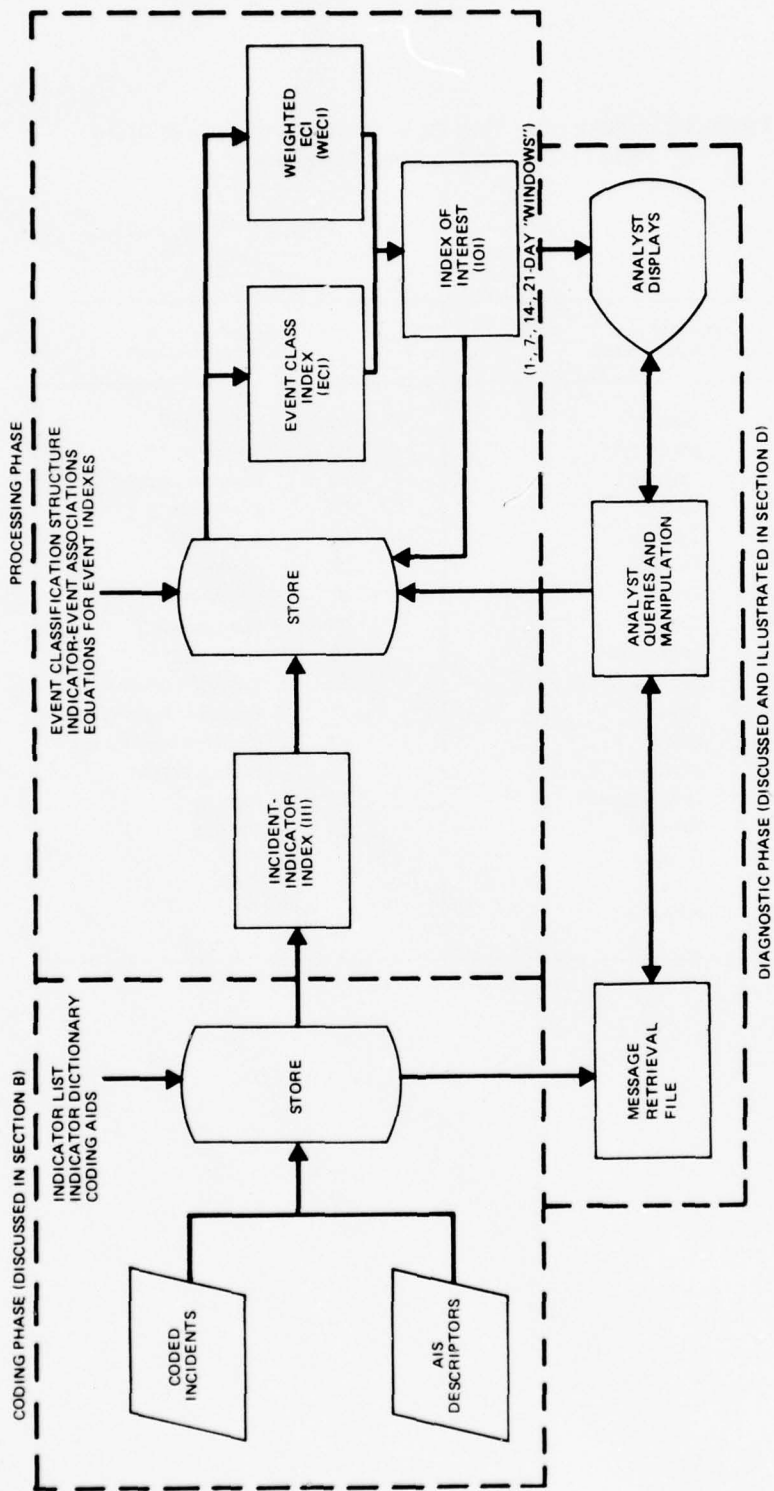 CODING PHASE (DISCUSSED IN SECTION B)
INDICATOR LIST
INDICATOR DICTIONARY
CODING AIDS
CODED
INCIDENTS
AIS
DESCRIPTORS
STORE
PROCESSING PHASE
EVENT CLASSIFICATION STRUCTURE
INDICATOR-EVENT ASSOCIATIONS
EQUATIONS FOR EVENT INDEXES
INCIDENT-
INDICATOR
INDEX (III)
STORE
EVENT CLASS
INDEX
(ECI)
WEIGHTED
ECI
(WECI)
INDEX OF
INTEREST
(IOI)
(1-, 7-, 14-, 21-DAY "WINDOWS")
MESSAGE
RETRIEVAL
FILE
ANALYST
QUERIES AND
MANIPULATION
ANALYST
DISPLAYS
DIAGNOSTIC PHASE (DISCUSSED AND ILLUSTRATED IN SECTION D)